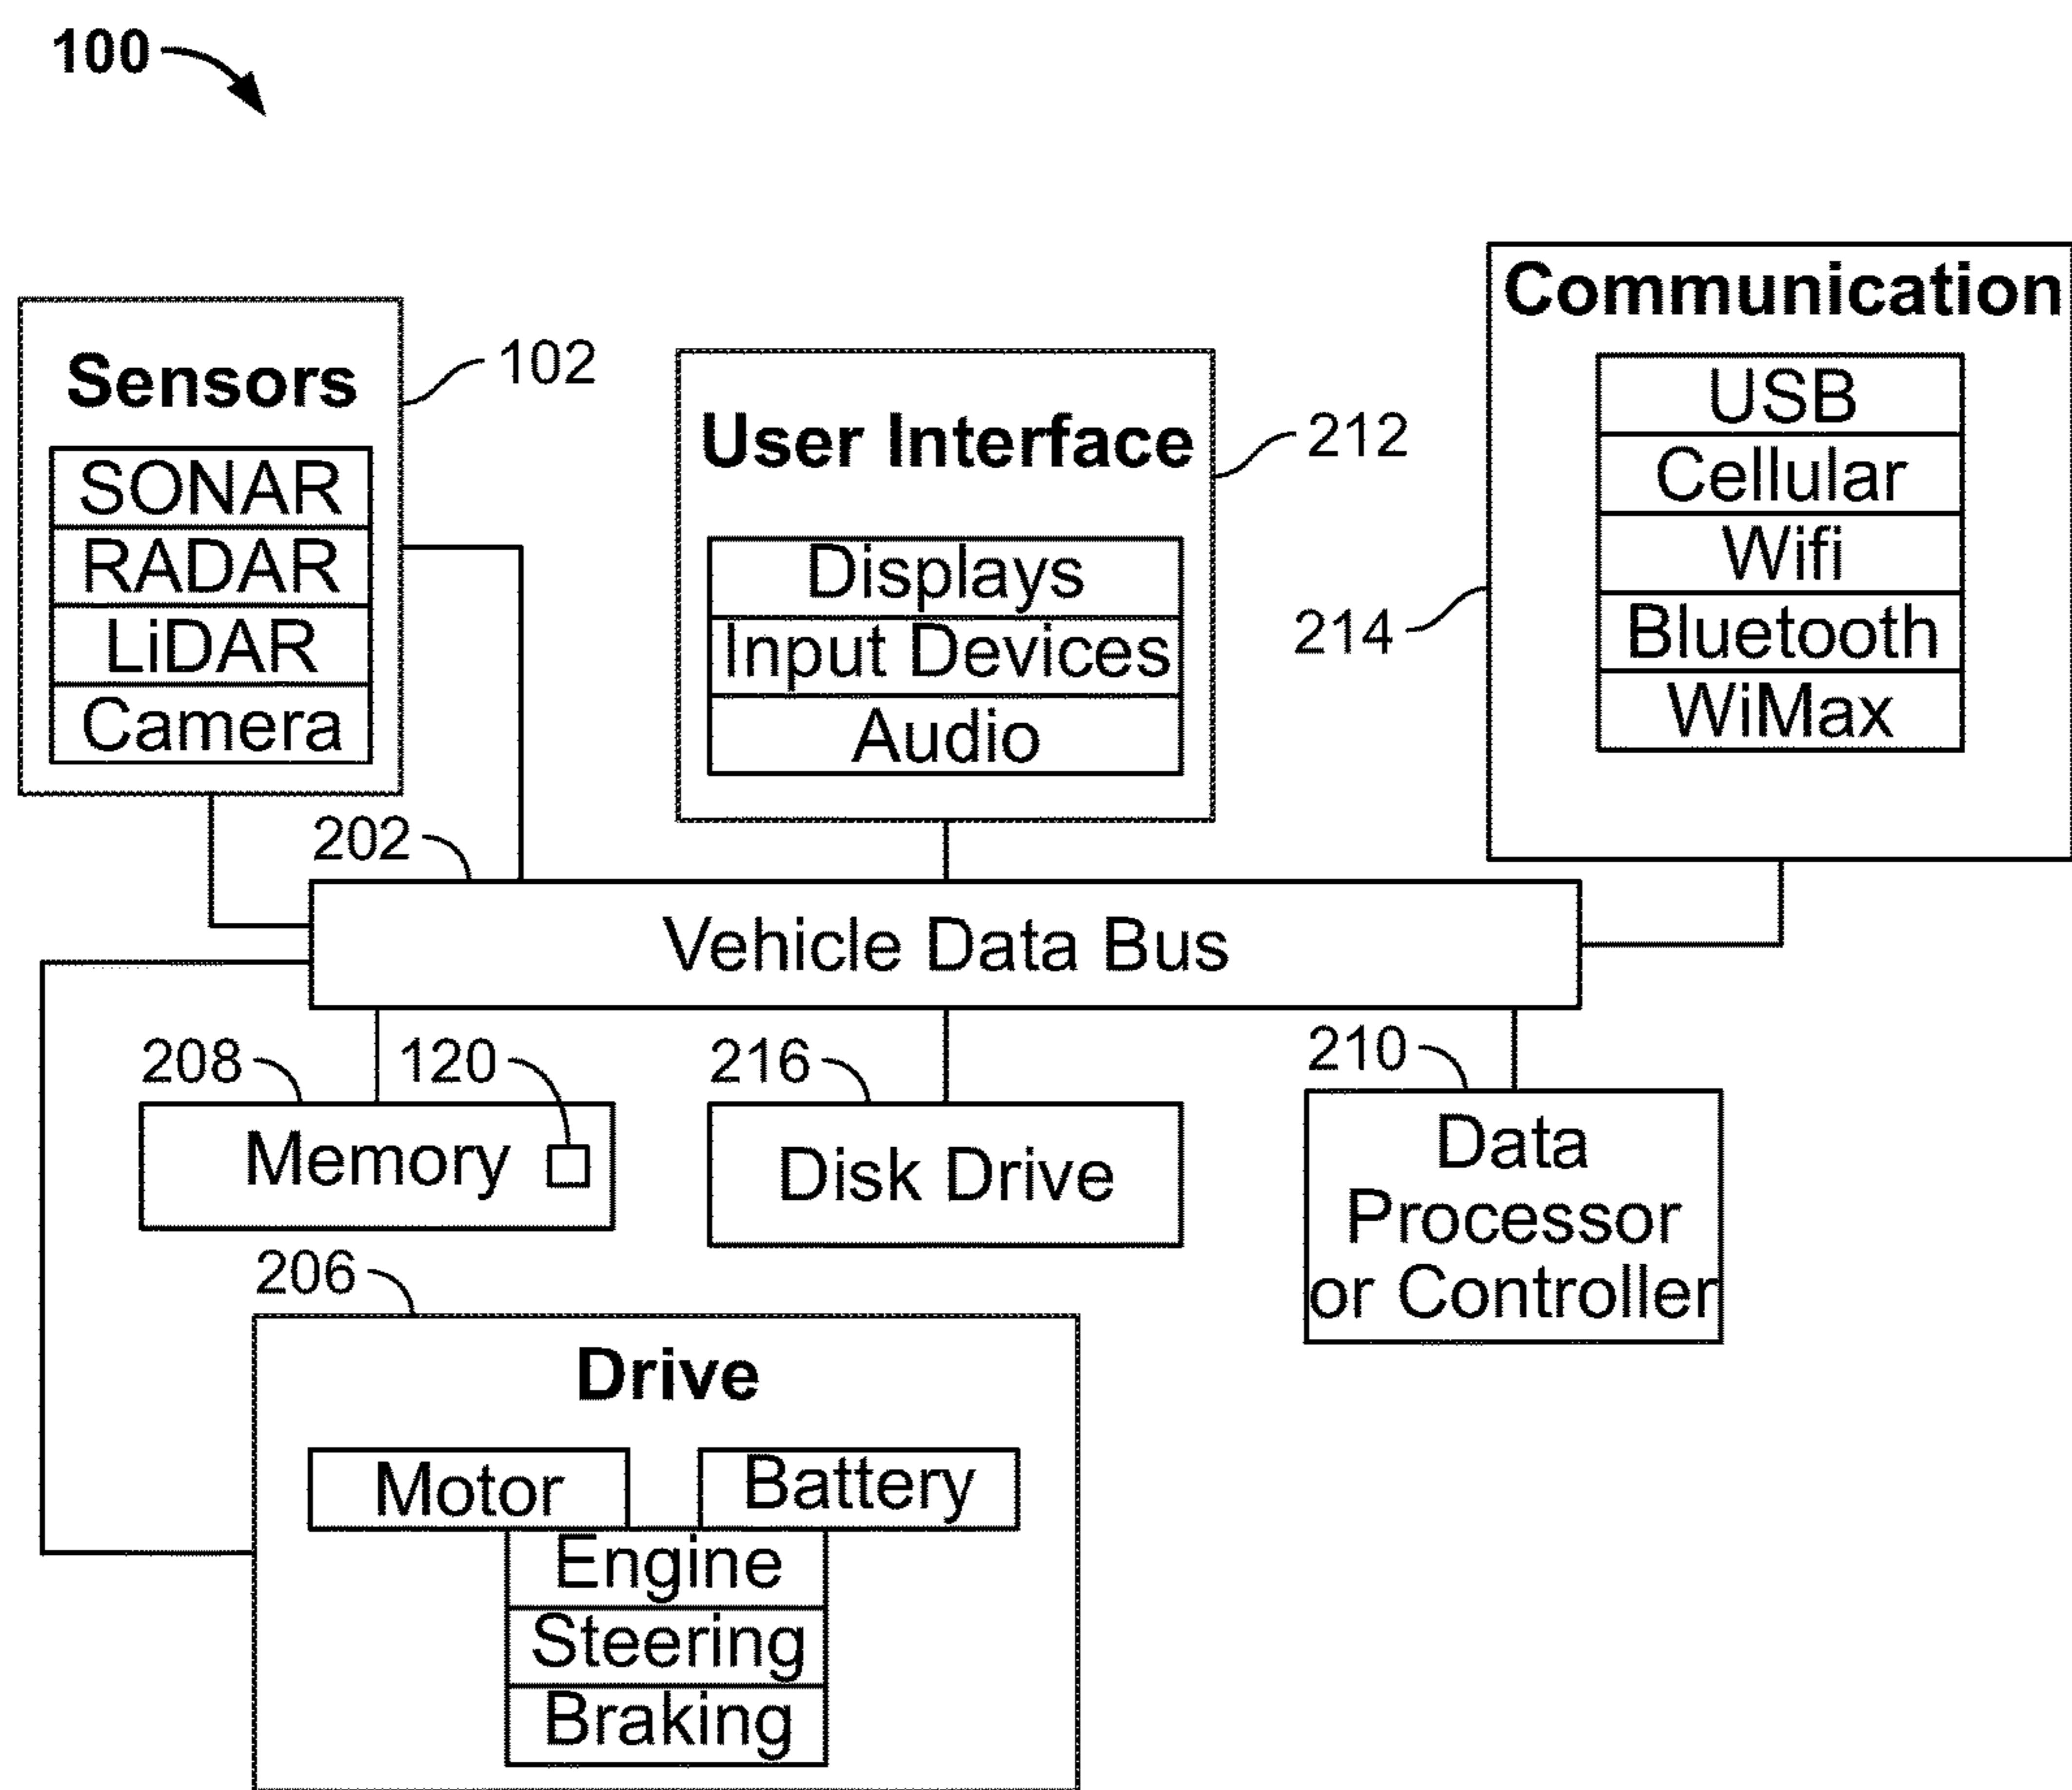 100
Sensors
102
SONAR
RADAR
LiDAR
Camera
User Interface
212
Displays
Input Devices
Audio
Communication
214
USB
Cellular
Wifi
Bluetooth
WiMax
202
Vehicle Data Bus
208
120
Memory
216
Disk Drive
210
Data
Processor
or Controller
206
Drive
Motor
Battery
Engine
Steering
Braking